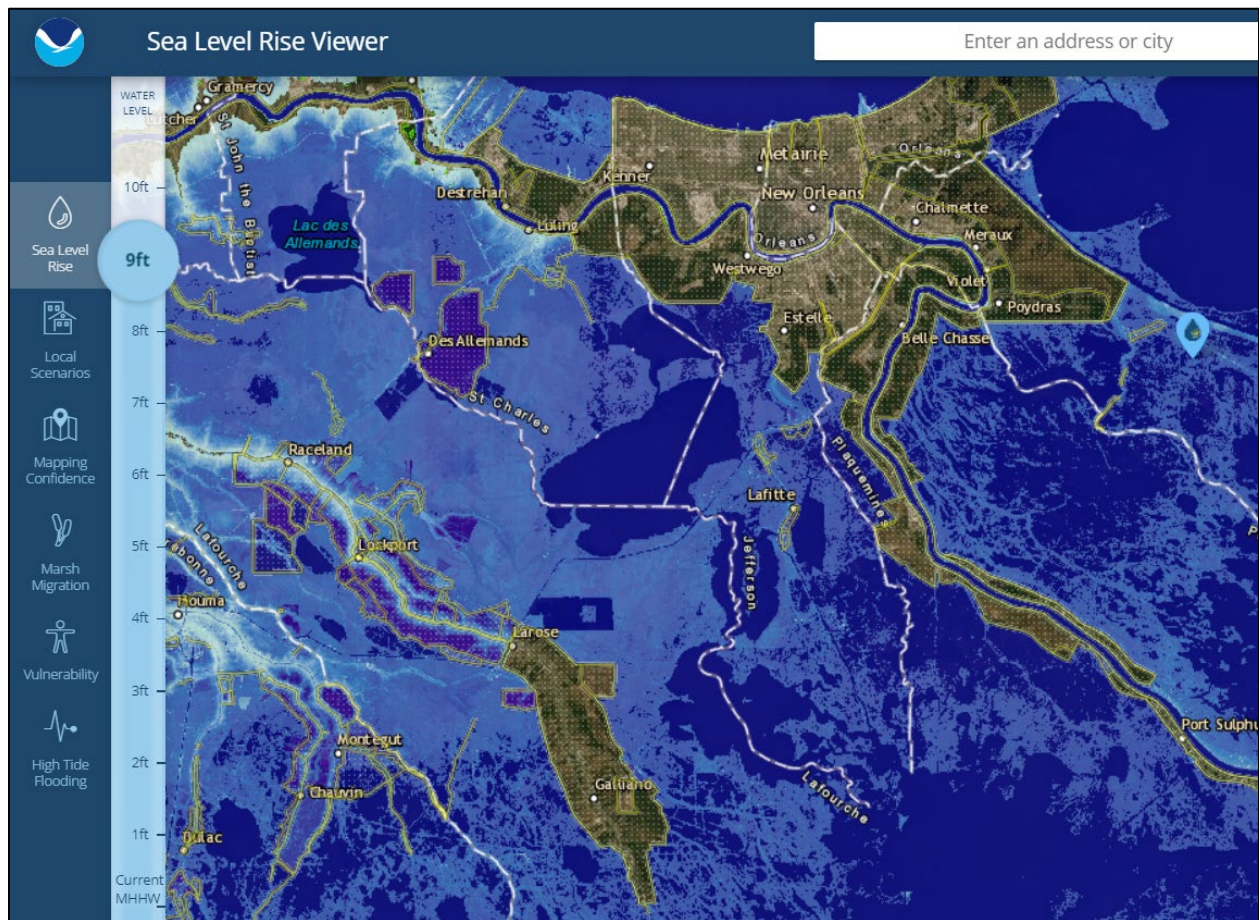 Sea Level Rise Viewer
Enter an address or city
WATER
LEVEL
10ft
9ft
8ft
7ft
6ft
5ft
4ft
3ft
2ft
1ft
Current
MHHW
Sea Level
Rise
Local
Scenarios
Mapping
Confidence
Marsh
Migration
Vulnerability
High Tide
Flooding
Gramercy
Lutcher
St John the Baptist
Lac des
Allemands
Destrehan
Luling
Kenner
Metairie
New Orleans
Orleans
Orleans
Chalmette
Meraux
Westwego
Violet
Poydras
Estelle
Belle Chasse
Des Allemands
St Charles
Raceland
Plaquemines
Lafitte
Lafourche
Lockport
Jefferson
Houma
Larose
Montegut
Port Sulphu
Chauvin
Galliano
Lafourche
Dulac